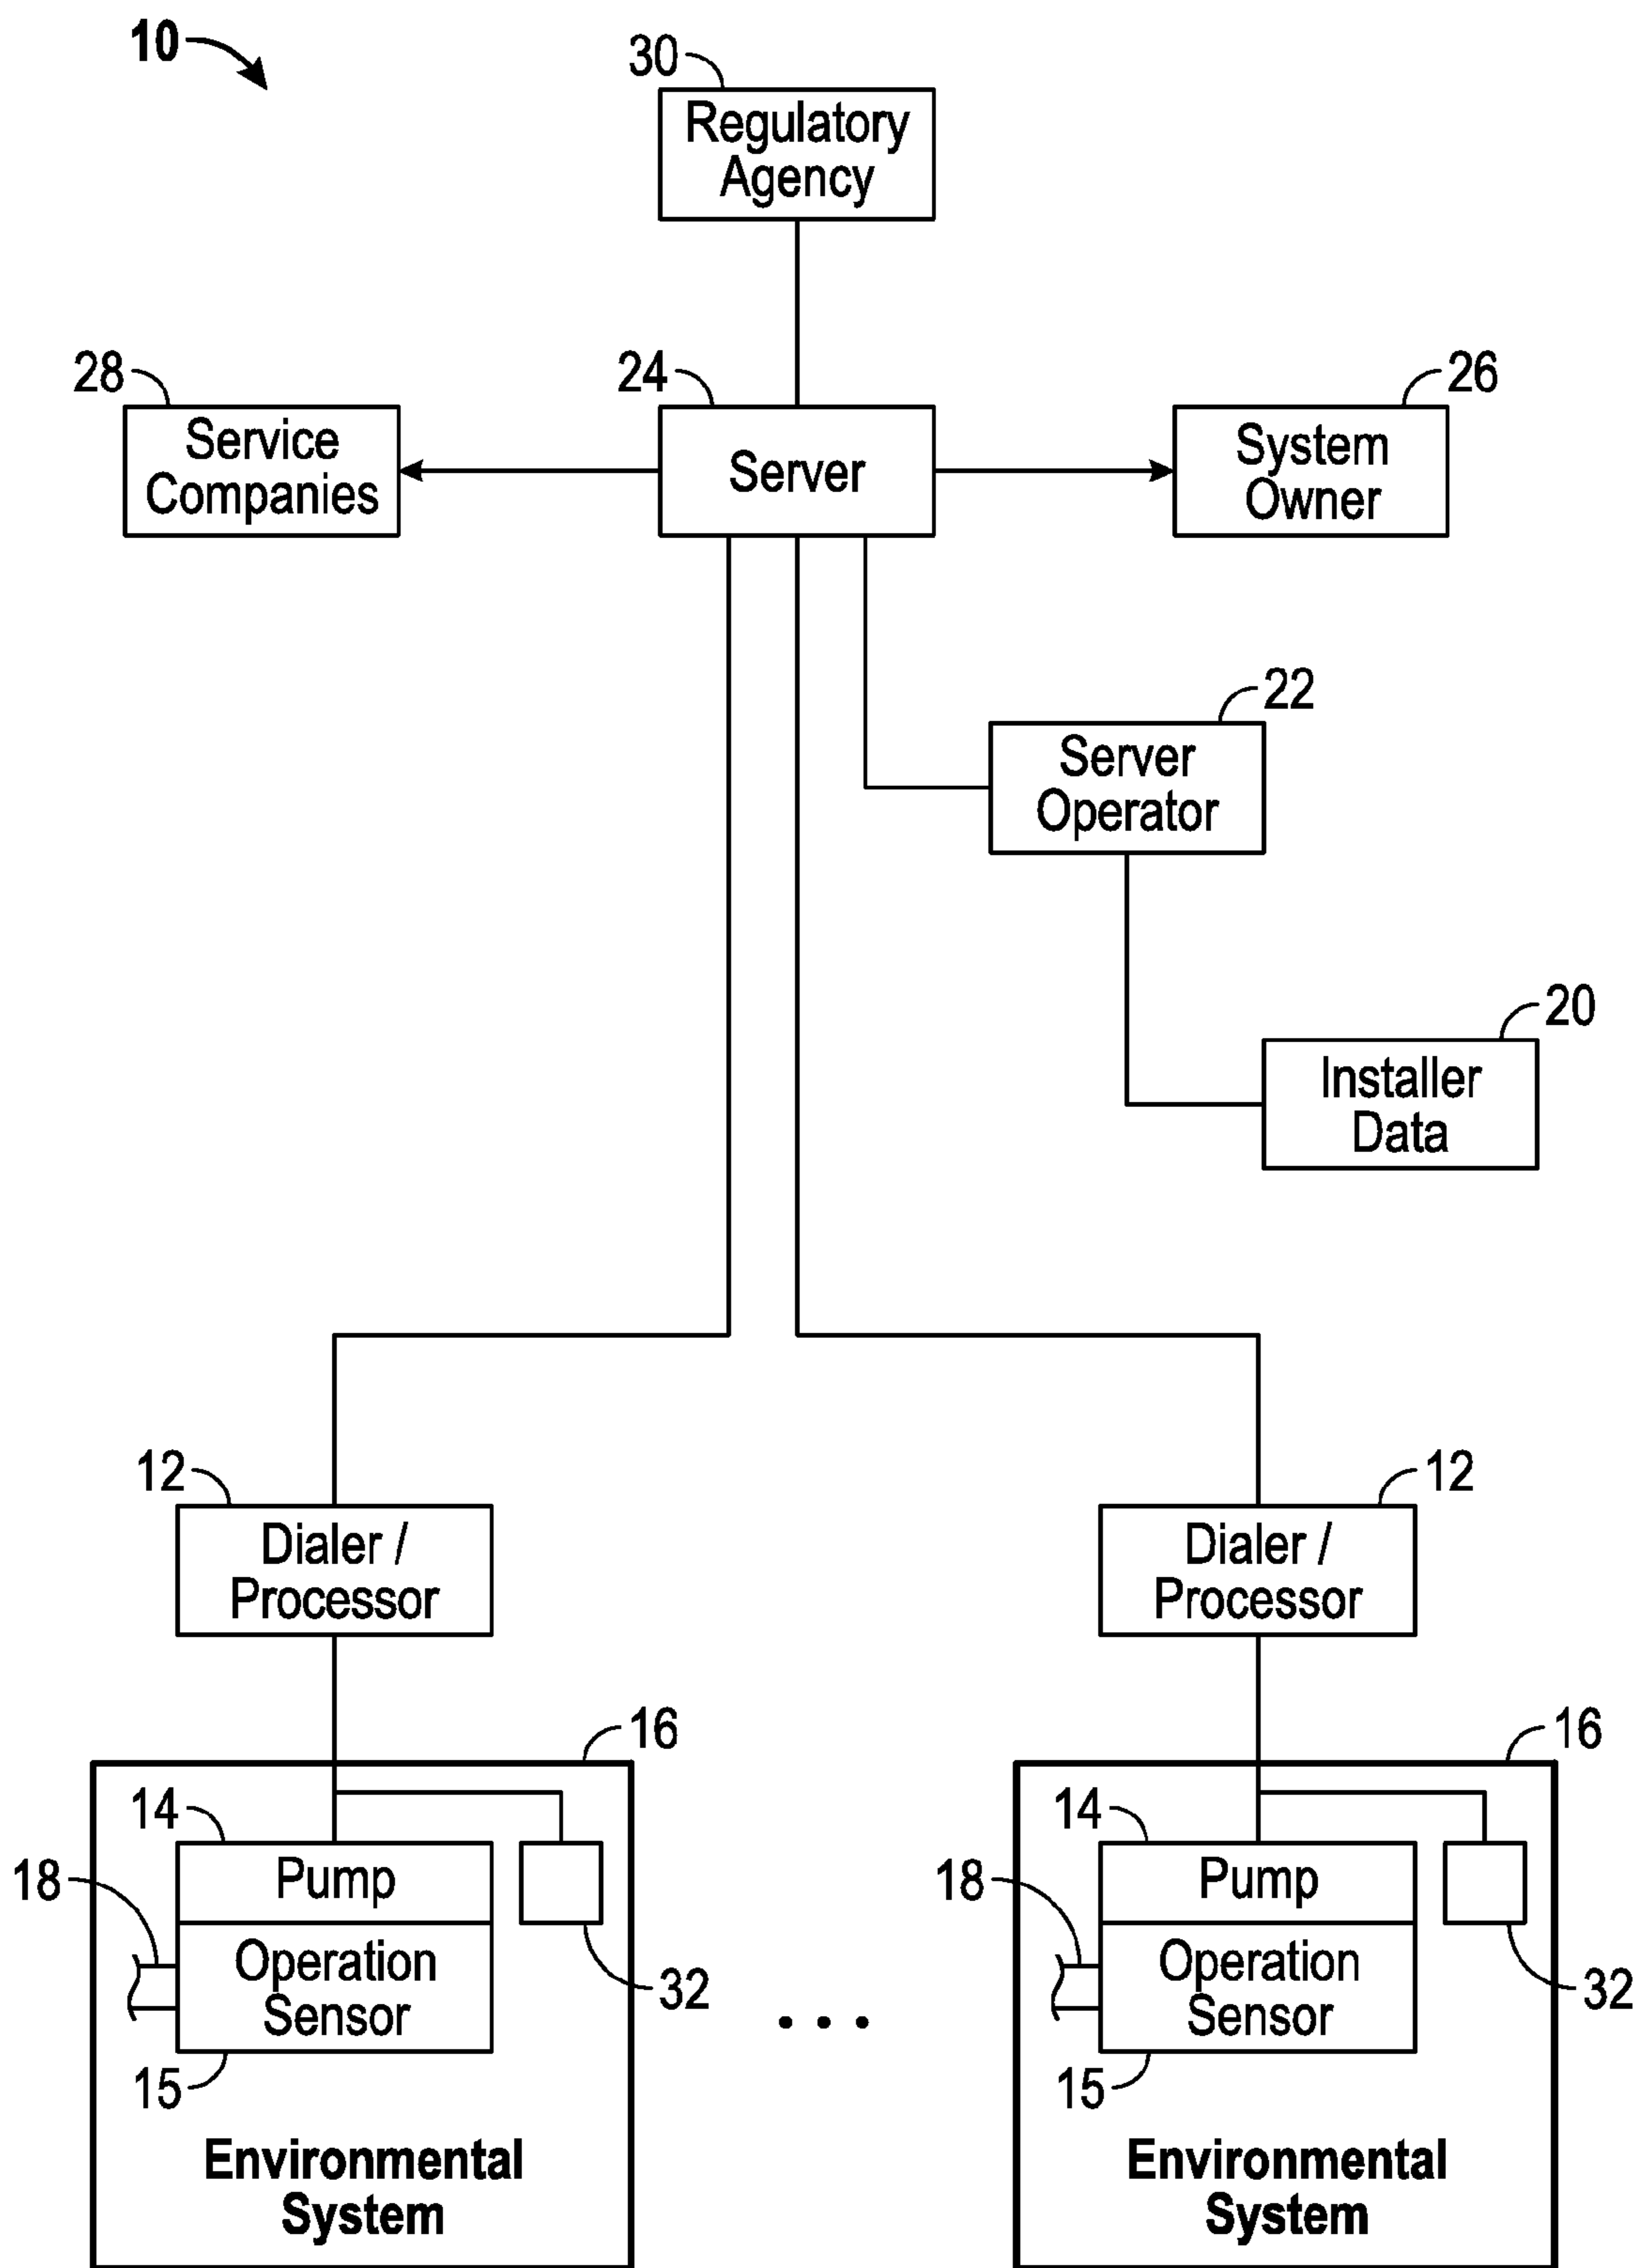 10
30
Regulatory
Agency
28
24
26
Service
Companies
Server
System
Owner
22
Server
Operator
20
Installer
Data
12
12
Dialer /
Processor
Dialer /
Processor
16
16
14
14
Pump
Pump
18
18
Operation
Sensor
Operation
Sensor
32
32
...
15
15
Environmental
System
Environmental
System